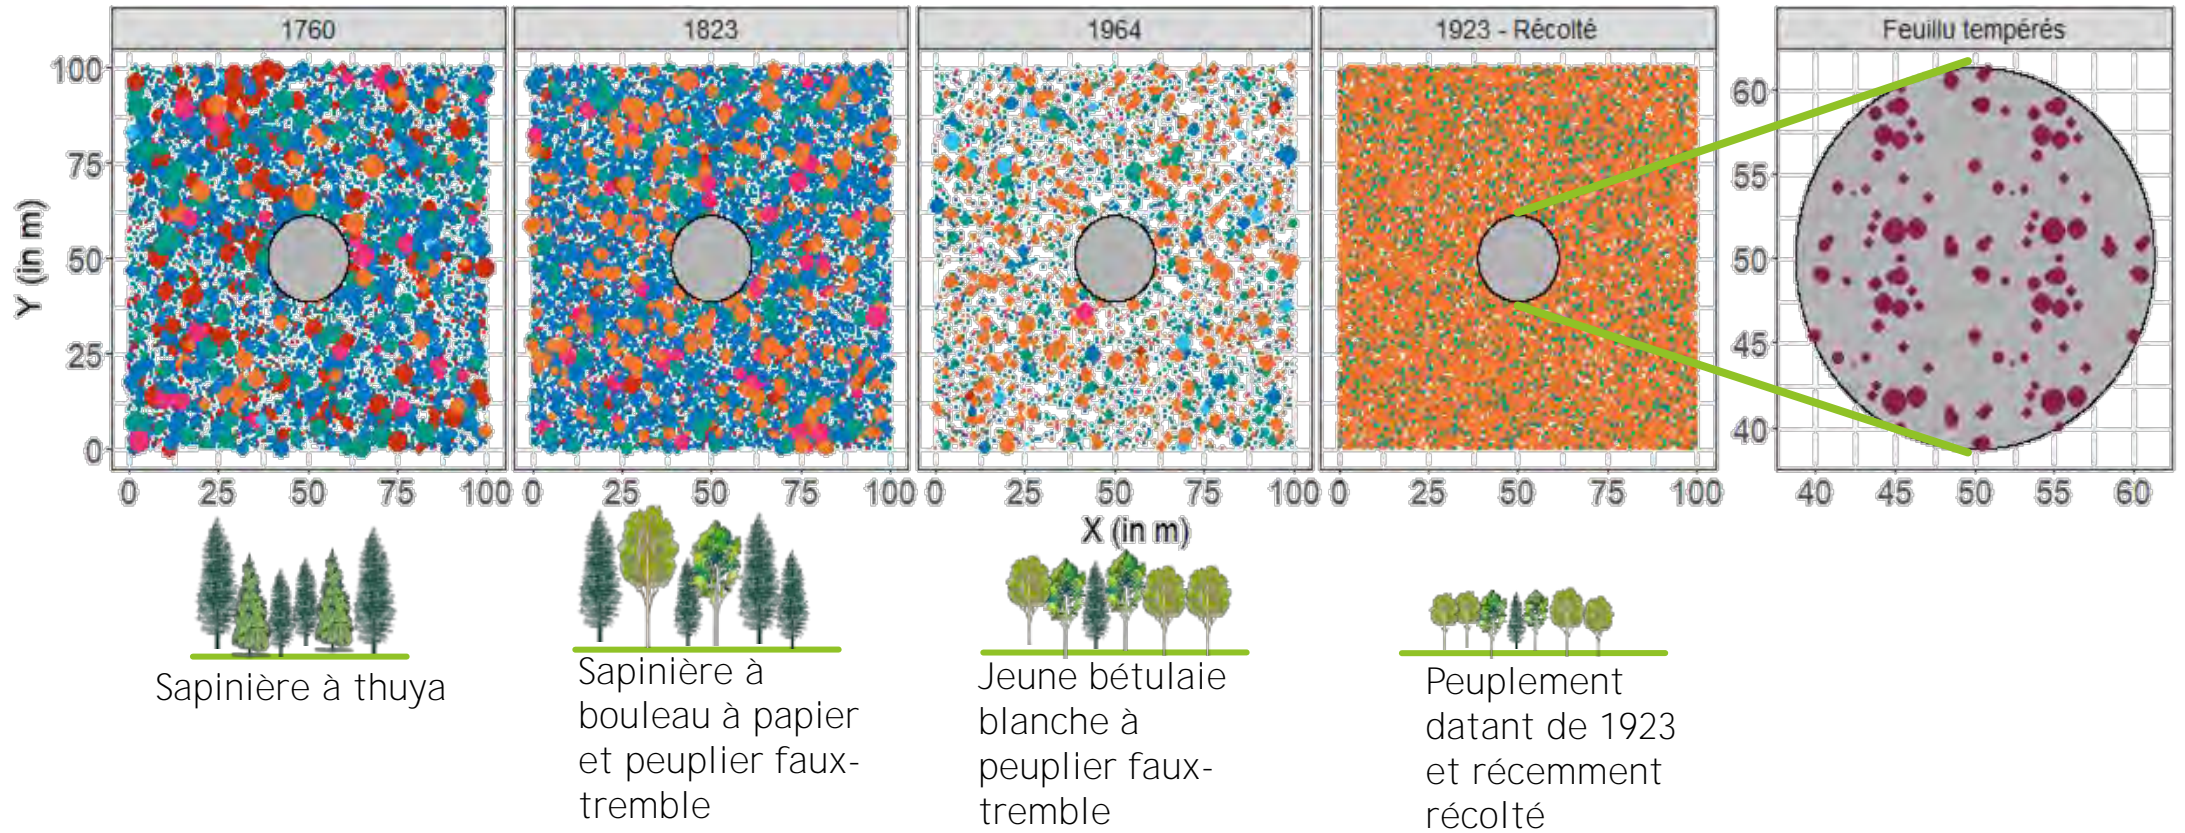 1760
1823
1964
1923 - Récolté
Feuillu tempérés
Y (in m)
100
75
50
25
0
60
55
50
45
40
0 25 50 75 100
0 25 50 75 100
0 25 50 75 100
0 25 50 75 100
40 45 50 55 60
X (in m)
Sapinière à thuya
Sapinière à
bouleau à papier
et peuplier faux-
tremble
Jeune bétulaie
blanche à
peuplier faux-
tremble
Peuplement
datant de 1923
et récemment
récolté